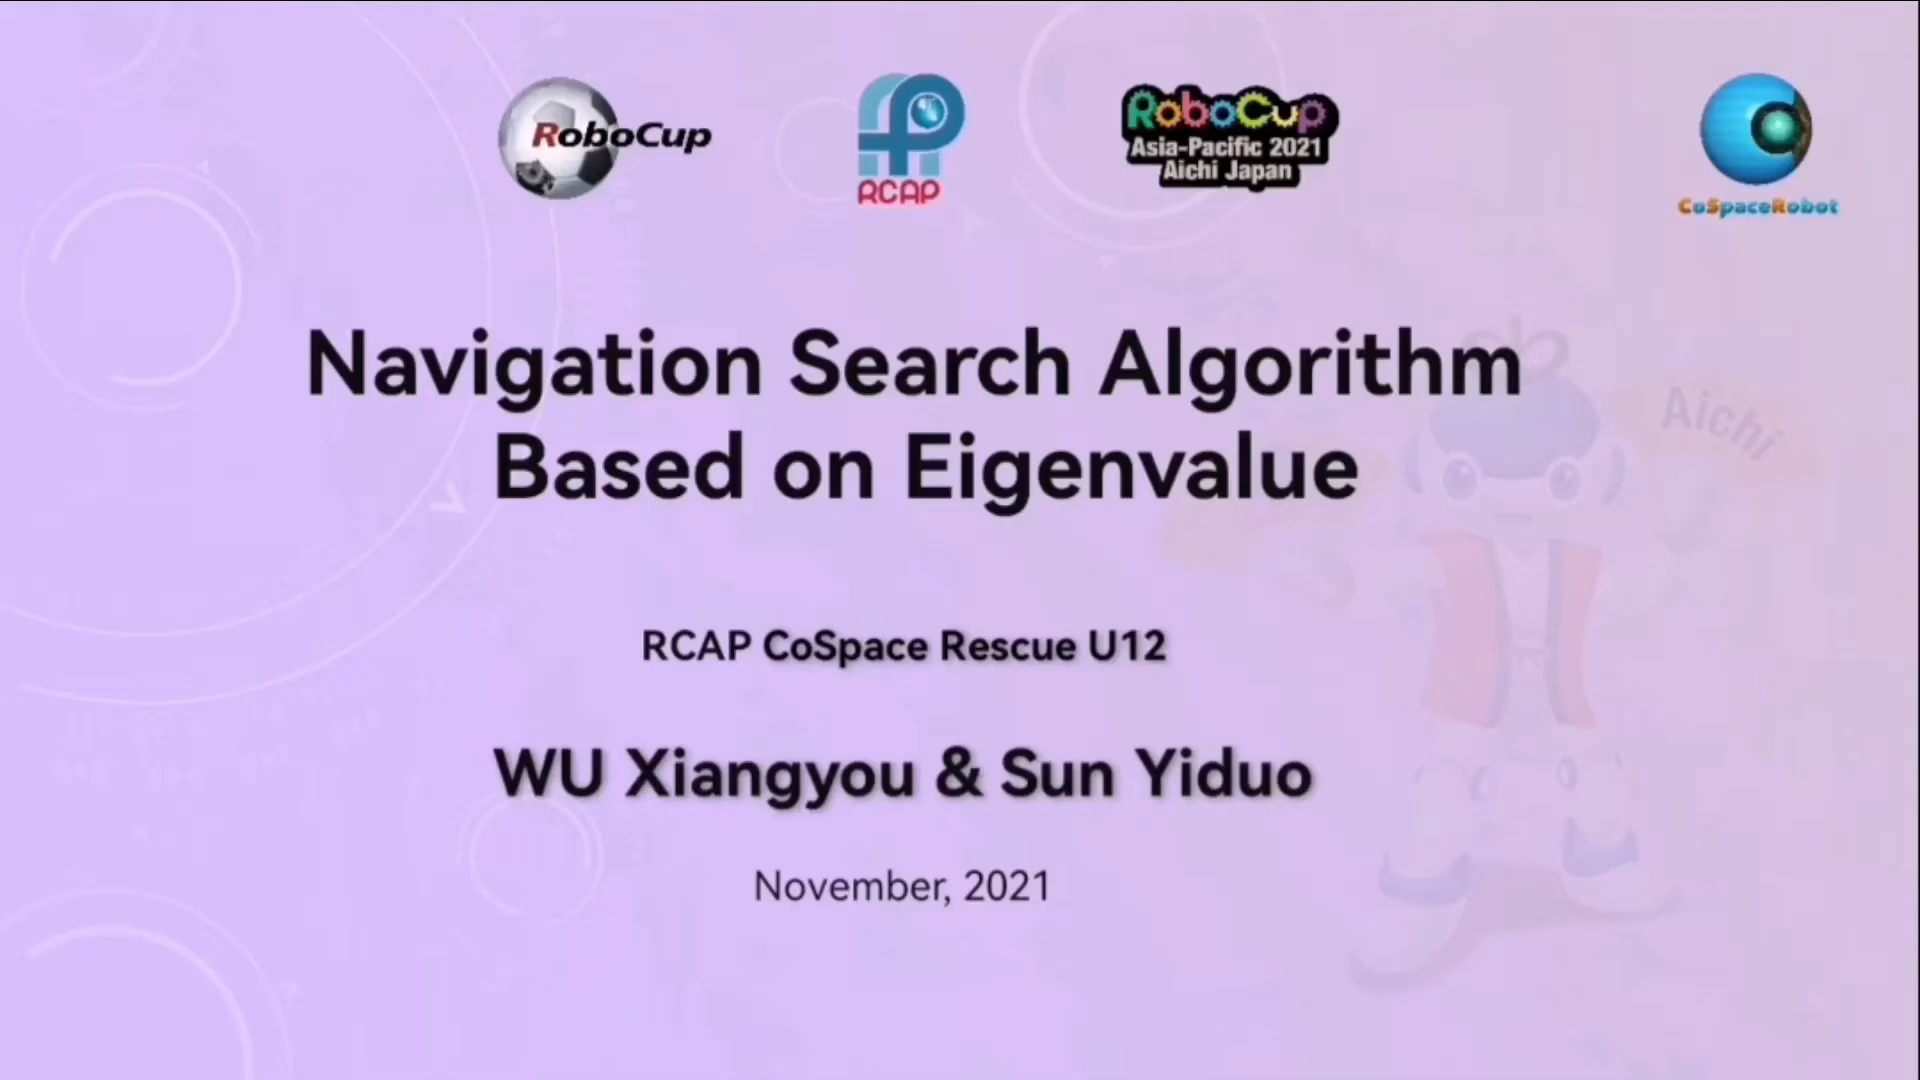 RoboCup
RCAP
RoboCup
Asia-Pacific 2021
Aichi Japan
CoSpaceRobot
Navigation Search Algorithm
Based on Eigenvalue
Aichi
RCAP CoSpace Rescue U12
WU Xiangyou & Sun Yiduo
November, 2021